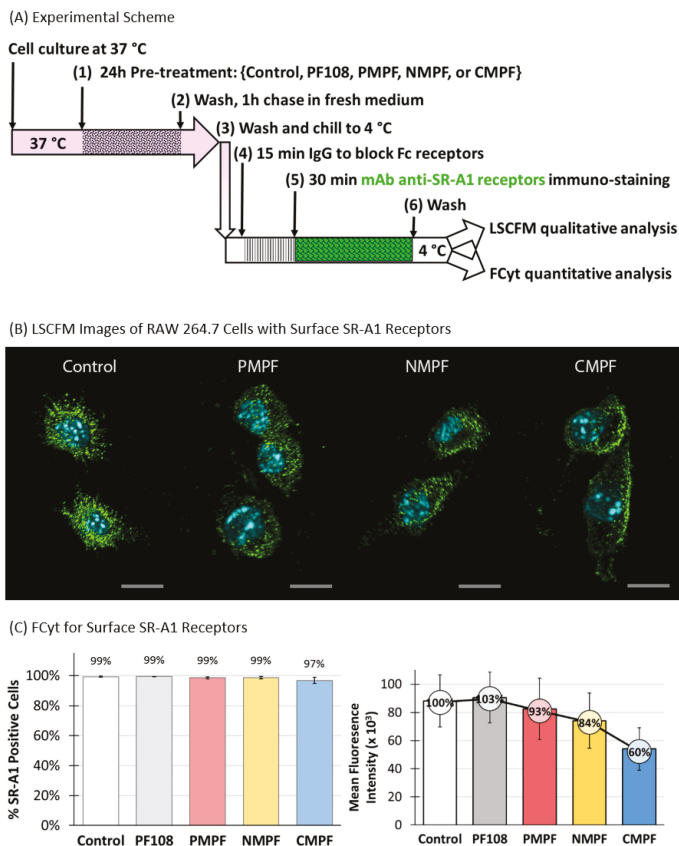 (A) Experimental Scheme
Cell culture at 37 °C
(1) 24h Pre-treatment: {Control, PF108, PMPF, NMPF, or CMPF}
(2) Wash, 1h chase in fresh medium
(3) Wash and chill to 4 °C
37 °C
(4) 15 min IgG to block Fc receptors
(5) 30 min mAb anti-SR-A1 receptors immuno-staining
(6) Wash
LSCFM qualitative analysis
4 °C
FCyt quantitative analysis
(B) LSCFM Images of RAW 264.7 Cells with Surface SR-A1 Receptors
Control PMPF NMPF CMPF
(C) FCyt for Surface SR-A1 Receptors
% SR-A1 Positive Cells
99% 99% 99% 99% 97%
100%
80%
60%
40%
20%
0%
Control PF108 PMPF NMPF CMPF
Mean Fluoresence
Intensity (x 10³)
100
80
60
40
20
0
100% 103% 93% 84% 60%
Control PF108 PMPF NMPF CMPF